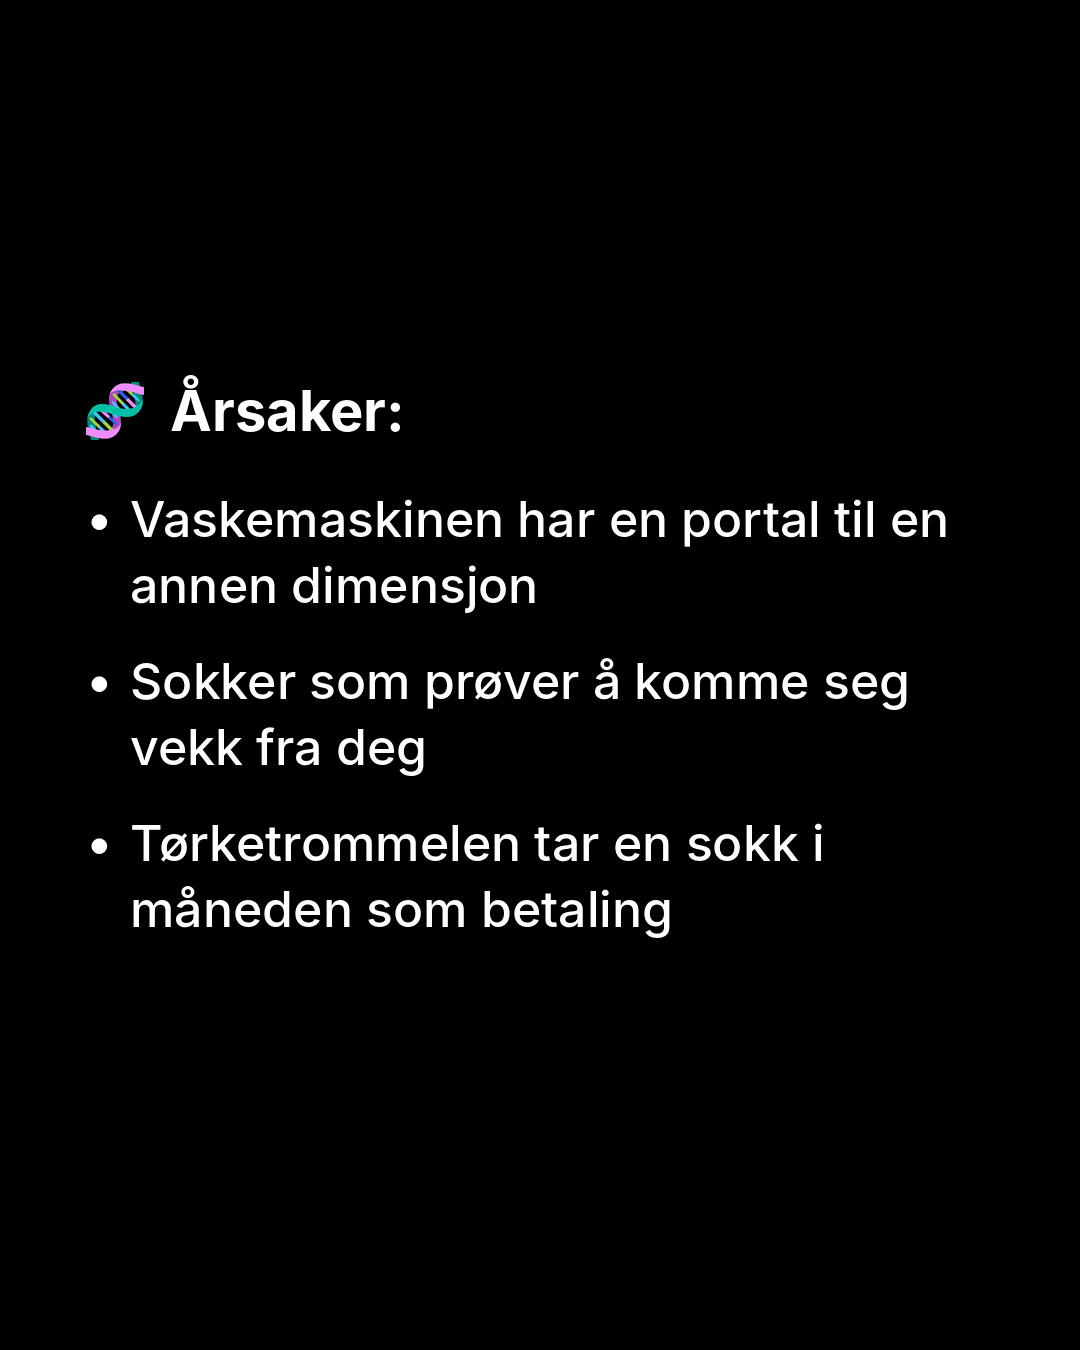 🧬 Årsaker:
• Vaskemaskinen har en portal til en
annen dimensjon
• Sokker som prøver å komme seg
vekk fra deg
• Tørketrommelen tar en sokk i
måneden som betaling